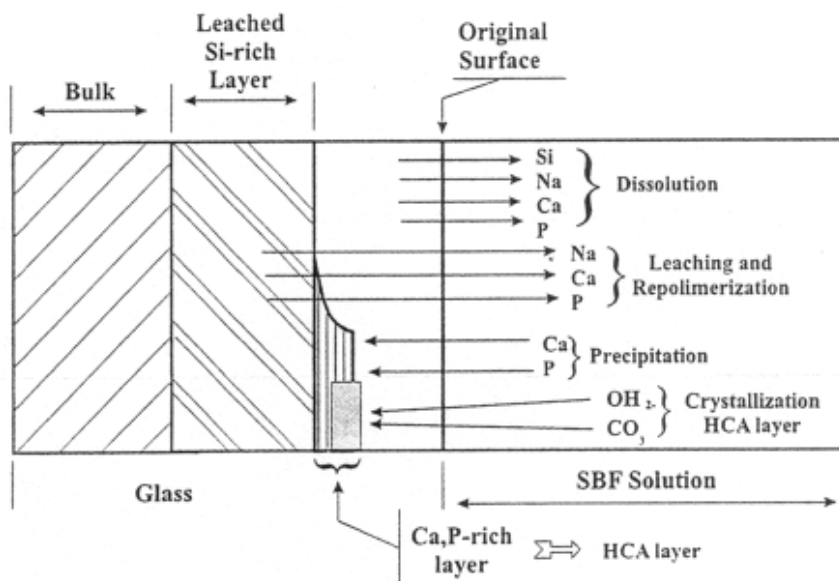 Leached
Si-rich
Layer
Original
Surface
Bulk
Si
Na
Ca
P
Dissolution
Na
Ca
P
Leaching and
Repolimerization
Ca
P
Precipitation
OH 2-
CO3
Crystallization
HCA layer
Glass
SBF Solution
Ca,P-rich
layer
HCA layer